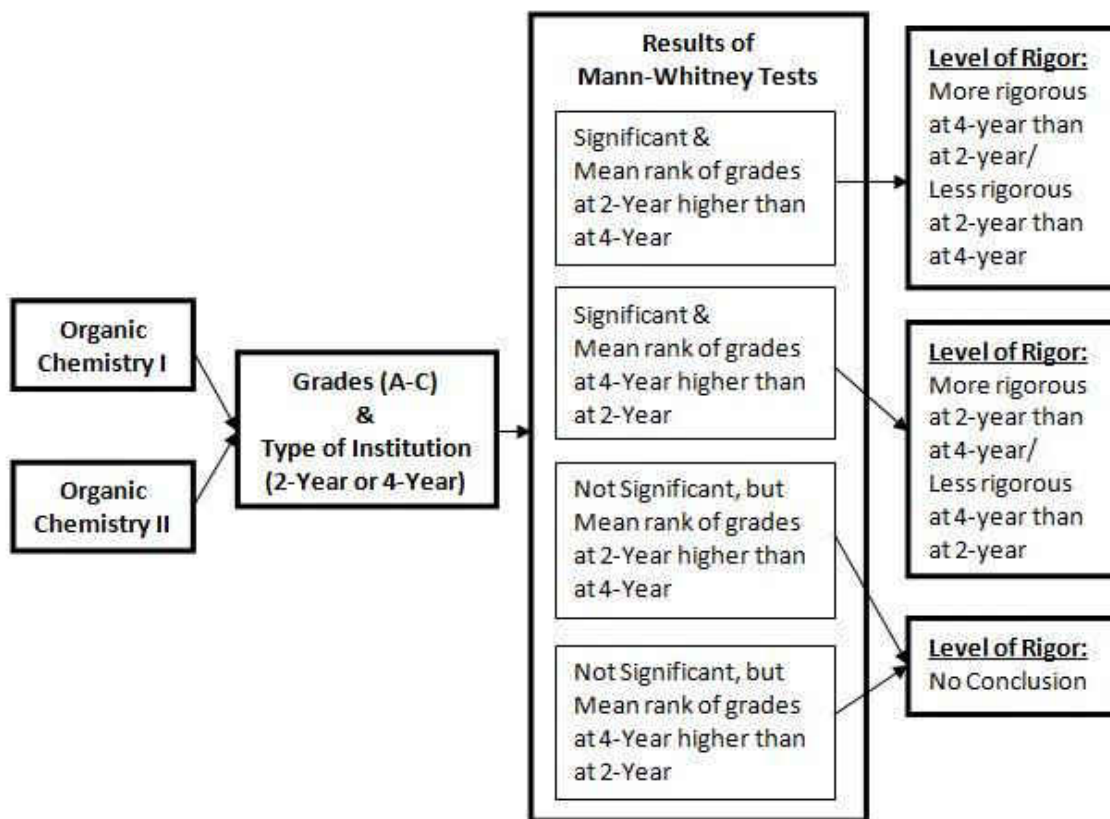 Organic
Chemistry I
Organic
Chemistry II
Grades (A-C)
&
Type of Institution
(2-Year or 4-Year)
Results of
Mann-Whitney Tests
Significant &
Mean rank of grades
at 2-Year higher than
at 4-Year
Significant &
Mean rank of grades
at 4-Year higher than
at 2-Year
Not Significant, but
Mean rank of grades
at 2-Year higher than
at 4-Year
Not Significant, but
Mean rank of grades
at 4-Year higher than
at 2-Year
Level of Rigor:
More rigorous
at 4-year than
at 2-year/
Less rigorous
at 2-year than
at 4-year
Level of Rigor:
More rigorous
at 2-year than
at 4-year/
Less rigorous
at 4-year than
at 2-year
Level of Rigor:
No Conclusion